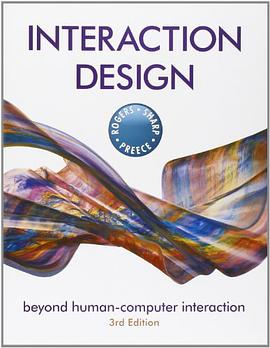 INTERACTION
DESIGN
• ROGERS • SHARP • PREECE
beyond human-computer interaction
3rd Edition